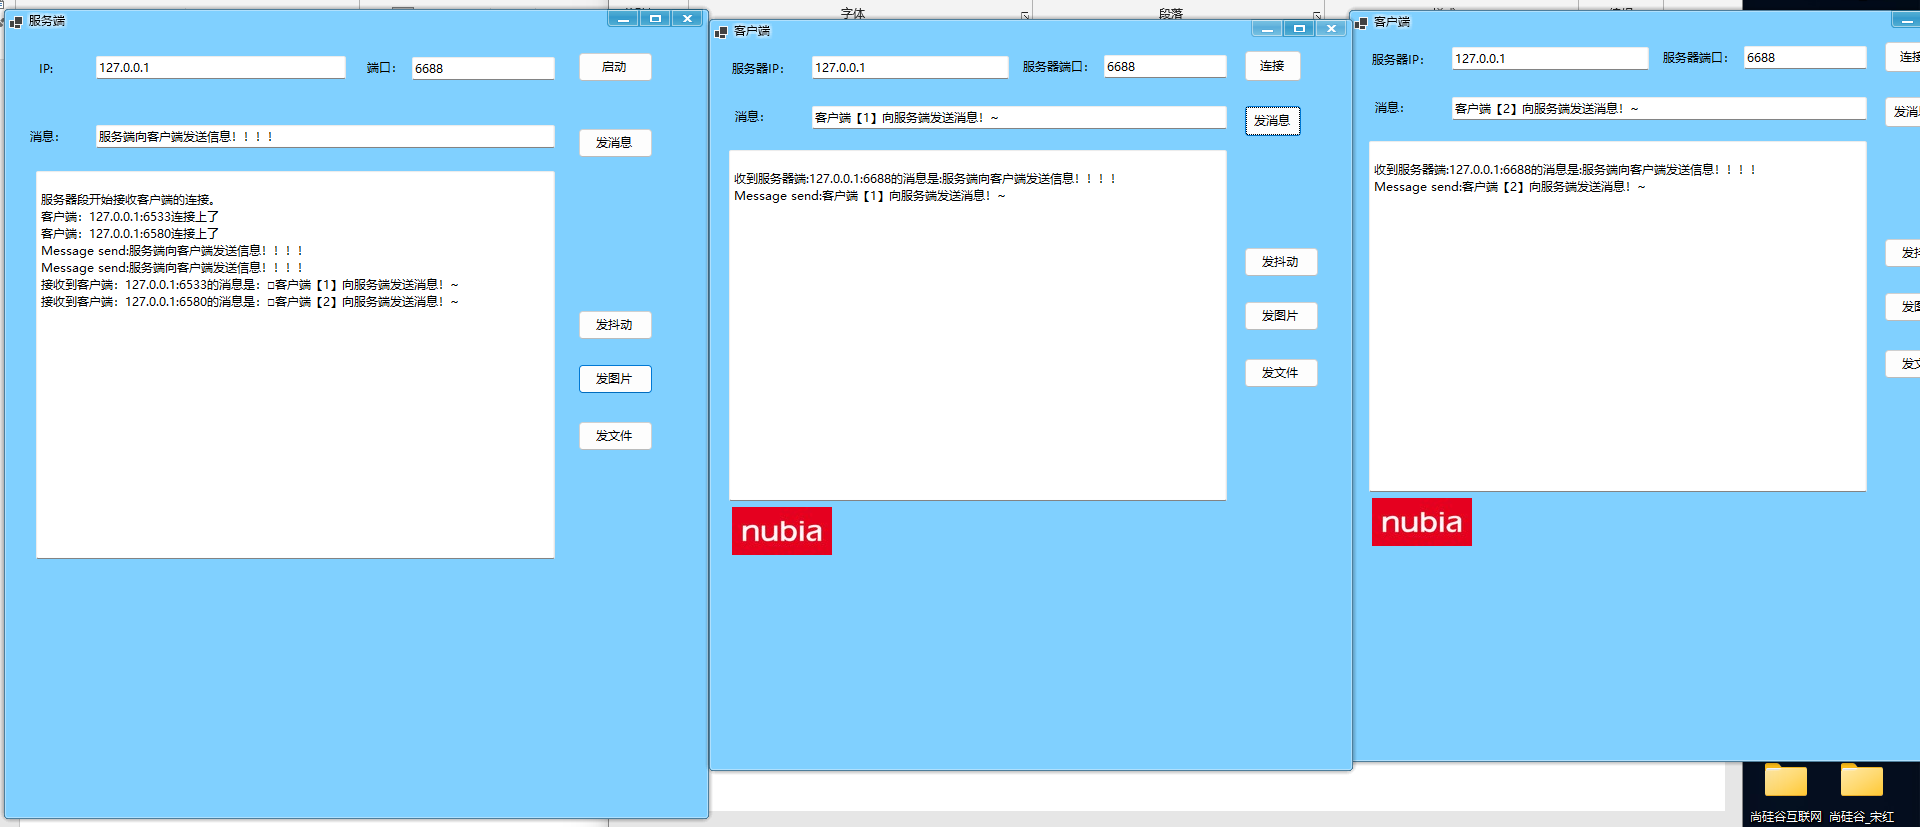 字体
段落
服务端
IP:
127.0.0.1
端口:
6688
启动
消息:
服务端向客户端发送信息！！！！
发消息
服务器段开始接收客户端的连接。
客户端：127.0.0.1:6533连接上了
客户端：127.0.0.1:6580连接上了
Message send:服务端向客户端发送信息！！！！
Message send:服务端向客户端发送信息！！！！
接收到客户端：127.0.0.1:6533的消息是：□客户端【1】向服务端发送消息！~
接收到客户端：127.0.0.1:6580的消息是：□客户端【2】向服务端发送消息！~
发抖动
发图片
发文件
客户端
服务器IP:
127.0.0.1
服务器端口:
6688
连接
消息:
客户端【1】向服务端发送消息！~
发消息
收到服务器端:127.0.0.1:6688的消息是:服务端向客户端发送信息！！！！
Message send:客户端【1】向服务端发送消息！~
发抖动
发图片
发文件
nubia
客户端
服务器IP:
127.0.0.1
服务器端口:
6688
连接
消息:
客户端【2】向服务端发送消息！~
发消
收到服务器端:127.0.0.1:6688的消息是:服务端向客户端发送信息！！！！
Message send:客户端【2】向服务端发送消息！~
发抖
发图
发文
nubia
尚硅谷互联网
尚硅谷_宋红